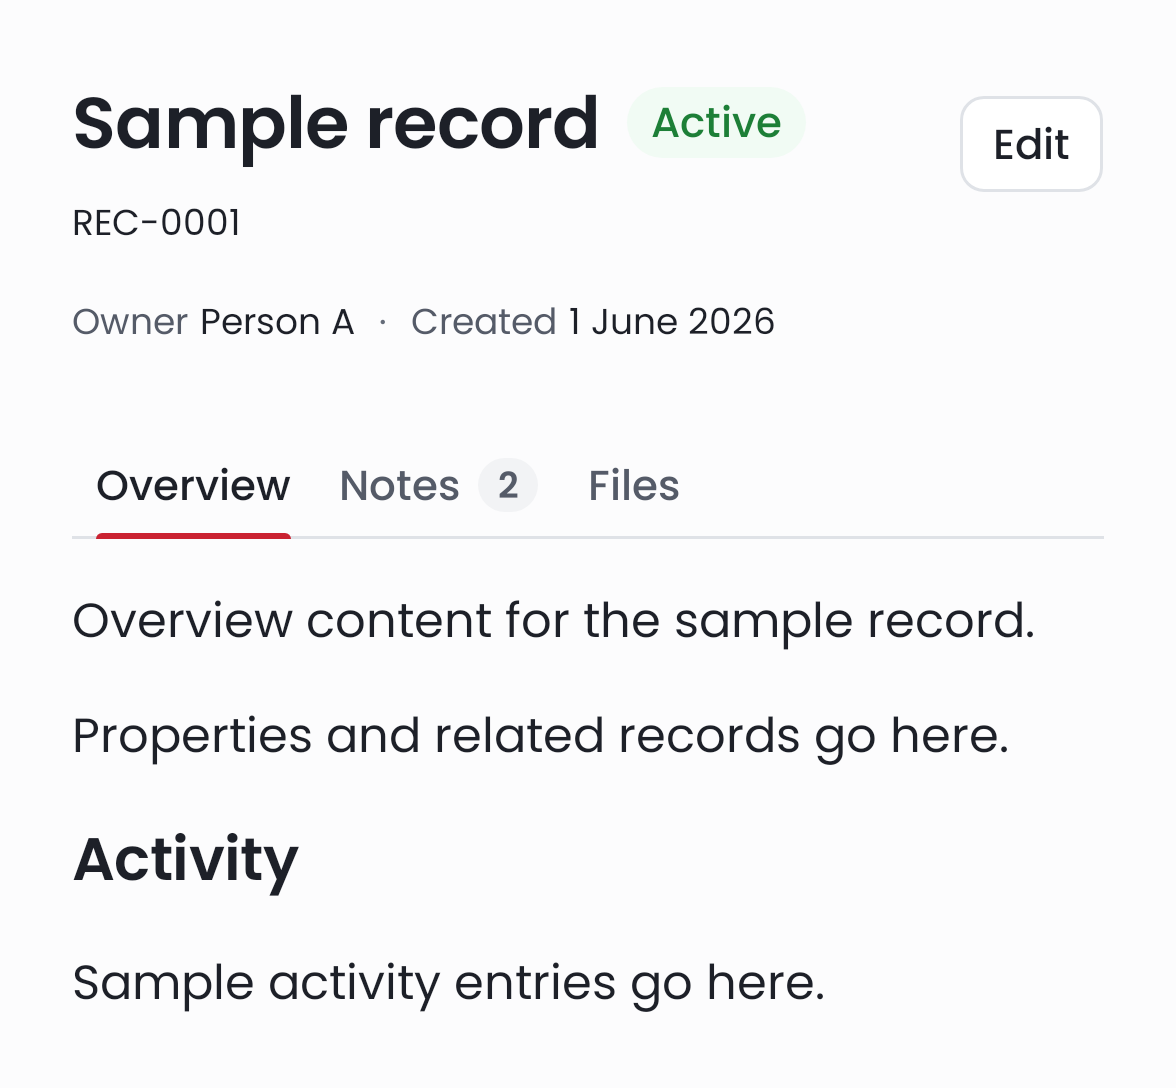 Sample record Active Edit
REC-0001
Owner Person A · Created 1 June 2026
Overview Notes 2 Files
Overview content for the sample record.
Properties and related records go here.
Activity
Sample activity entries go here.